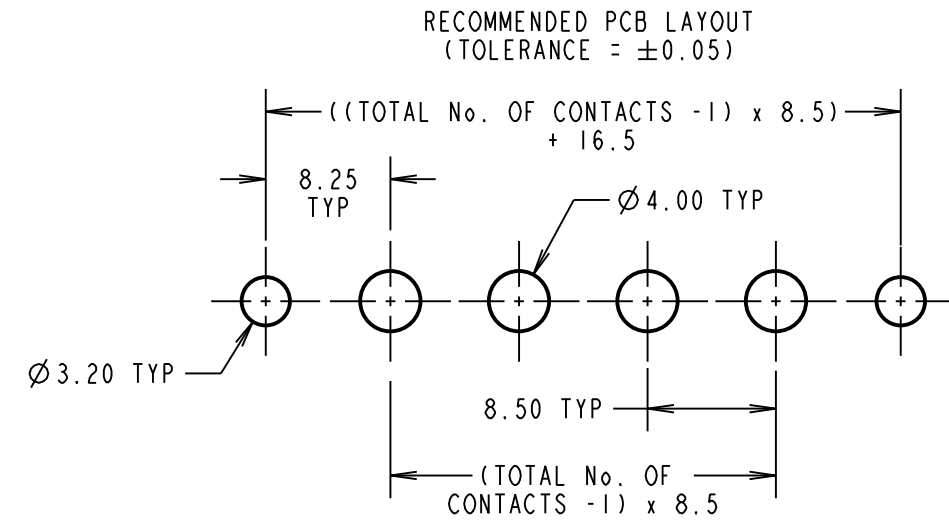 RECOMMENDED PCB LAYOUT
(TOLERANCE = ±0.05)
((TOTAL No. OF CONTACTS -1) x 8.5)
+ 16.5
8.25
TYP
Ø4.00 TYP
Ø3.20 TYP
8.50 TYP
(TOTAL No. OF
CONTACTS -1) x 8.5